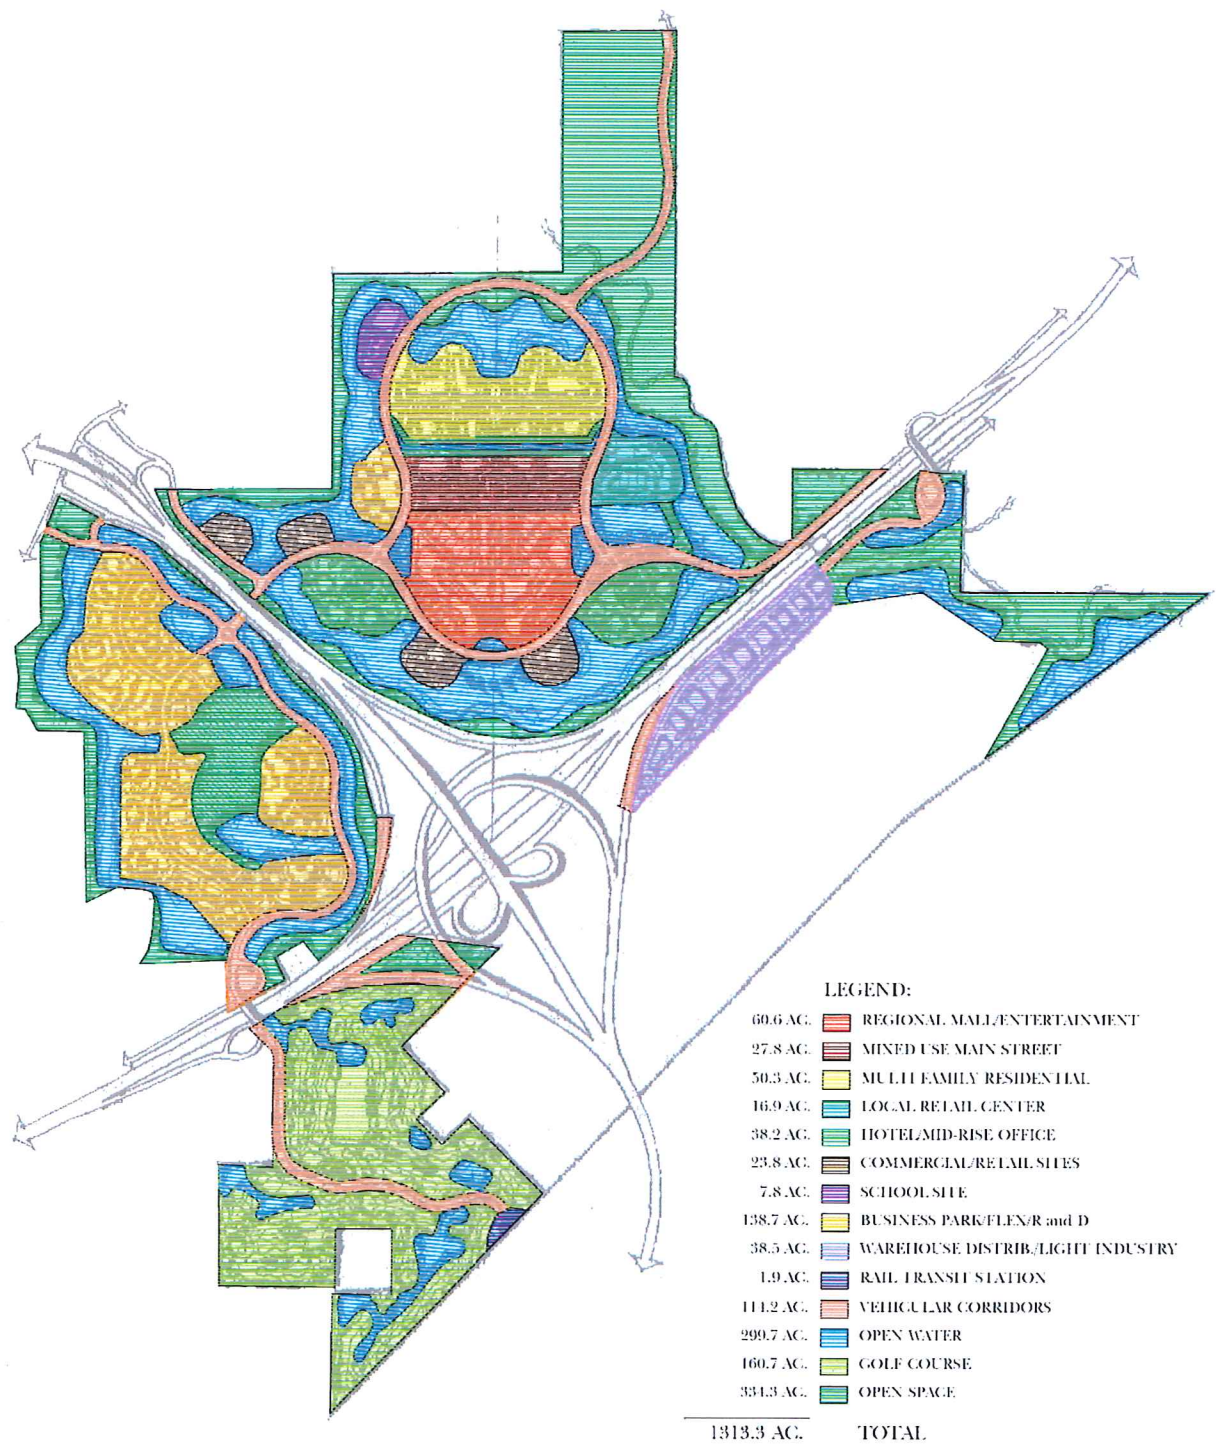 LEGEND:
60.6 AC. REGIONAL MALL/ENTERTAINMENT
27.8 AC. MIXED USE MAIN STREET
50.3 AC. MULTI FAMILY RESIDENTIAL
16.9 AC. LOCAL RETAIL CENTER
38.2 AC. HOTEL/MID-RISE OFFICE
23.8 AC. COMMERCIAL/RETAIL SITES
7.8 AC. SCHOOL SITE
138.7 AC. BUSINESS PARK/FLEX/R and D
38.5 AC. WAREHOUSE DISTRIB./LIGHT INDUSTRY
1.9 AC. RAIL TRANSIT STATION
114.2 AC. VEHICULAR CORRIDORS
299.7 AC. OPEN WATER
160.7 AC. GOLF COURSE
334.3 AC. OPEN SPACE
1313.3 AC. TOTAL